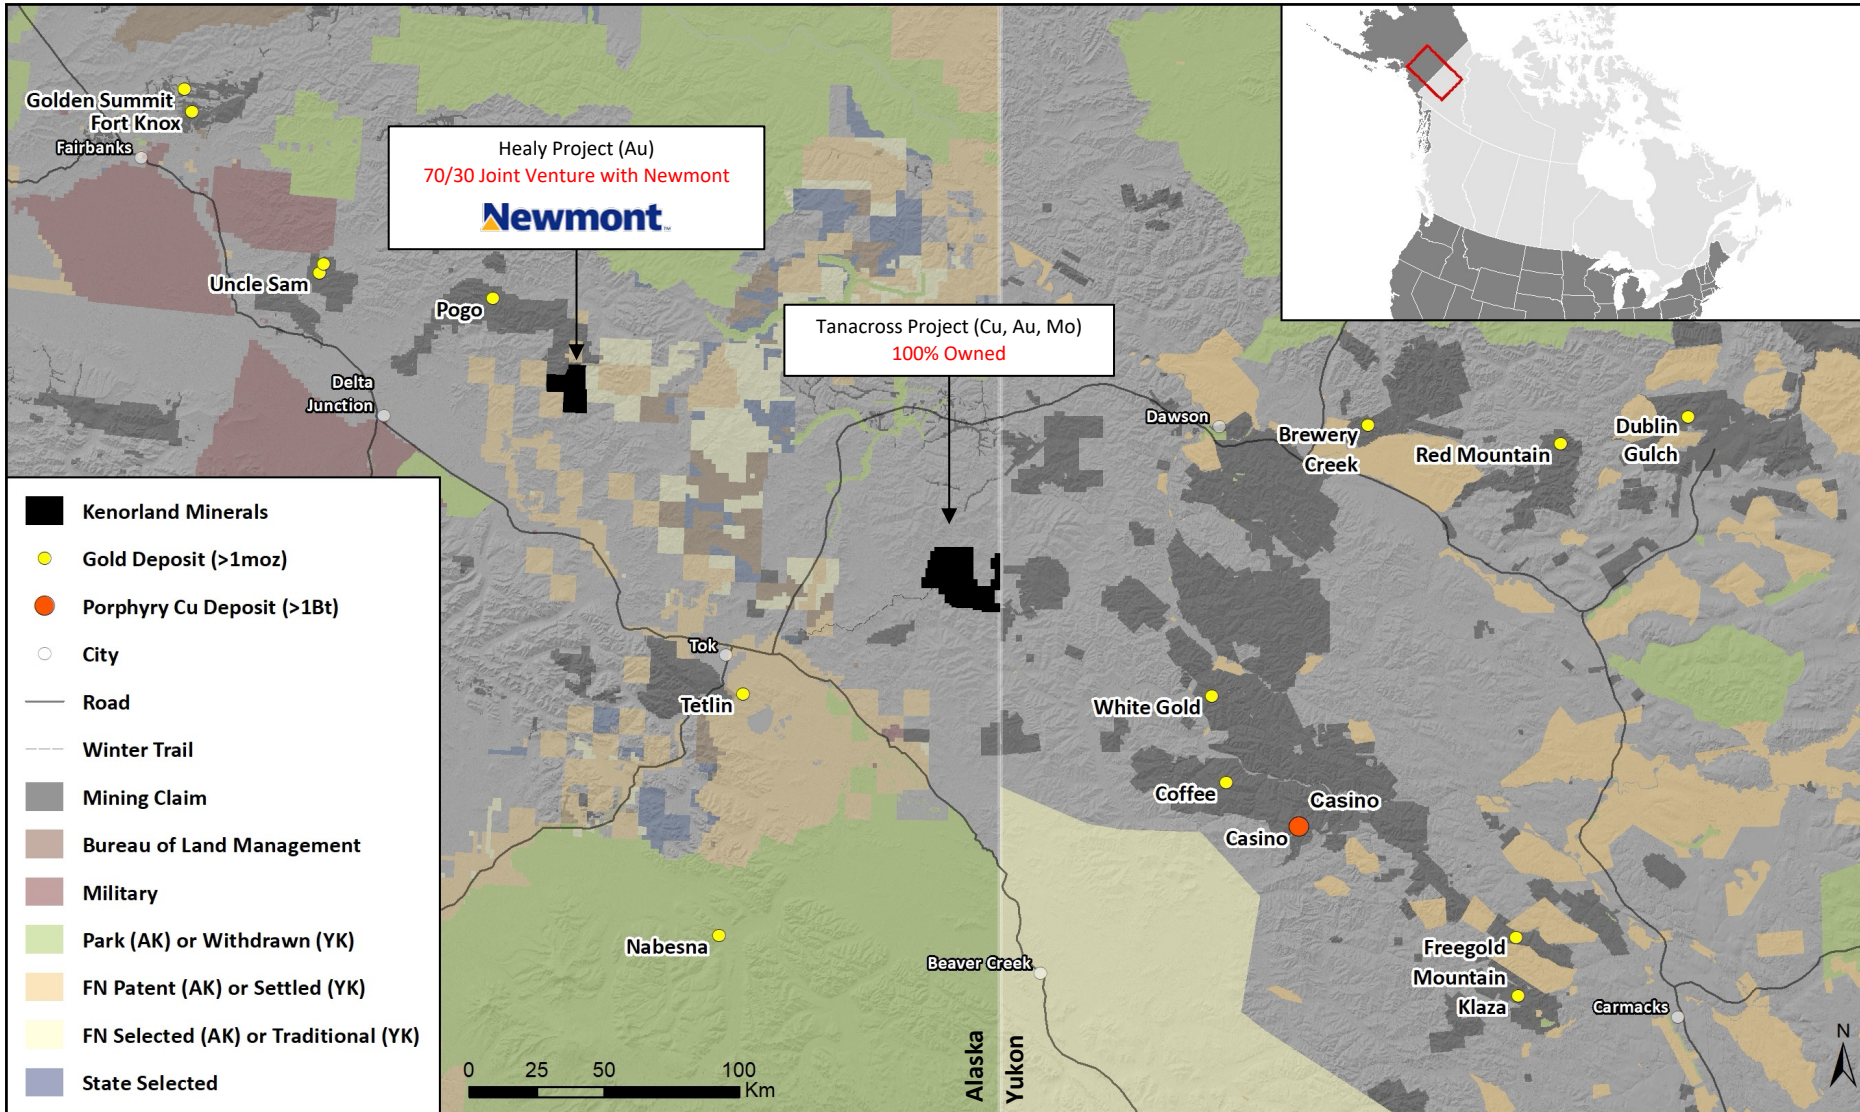 Golden Summit
Fort Knox
Fairbanks
Healy Project (Au)
70/30 Joint Venture with Newmont
Newmont™
Uncle Sam
Pogo
Tanacross Project (Cu, Au, Mo)
100% Owned
Delta
Junction
Dawson
Brewery
Creek
Red Mountain
Dublin
Gulch
Kenorland Minerals
Gold Deposit (>1moz)
Porphyry Cu Deposit (>1Bt)
City
Road
Winter Trail
Mining Claim
Bureau of Land Management
Military
Park (AK) or Withdrawn (YK)
FN Patent (AK) or Settled (YK)
FN Selected (AK) or Traditional (YK)
State Selected
Tok
Tetlin
White Gold
Coffee
Casino
Casino
Nabesna
Beaver Creek
Freegold
Mountain
Klaza
Carmacks
0 25 50 100
Km
Alaska
Yukon
N